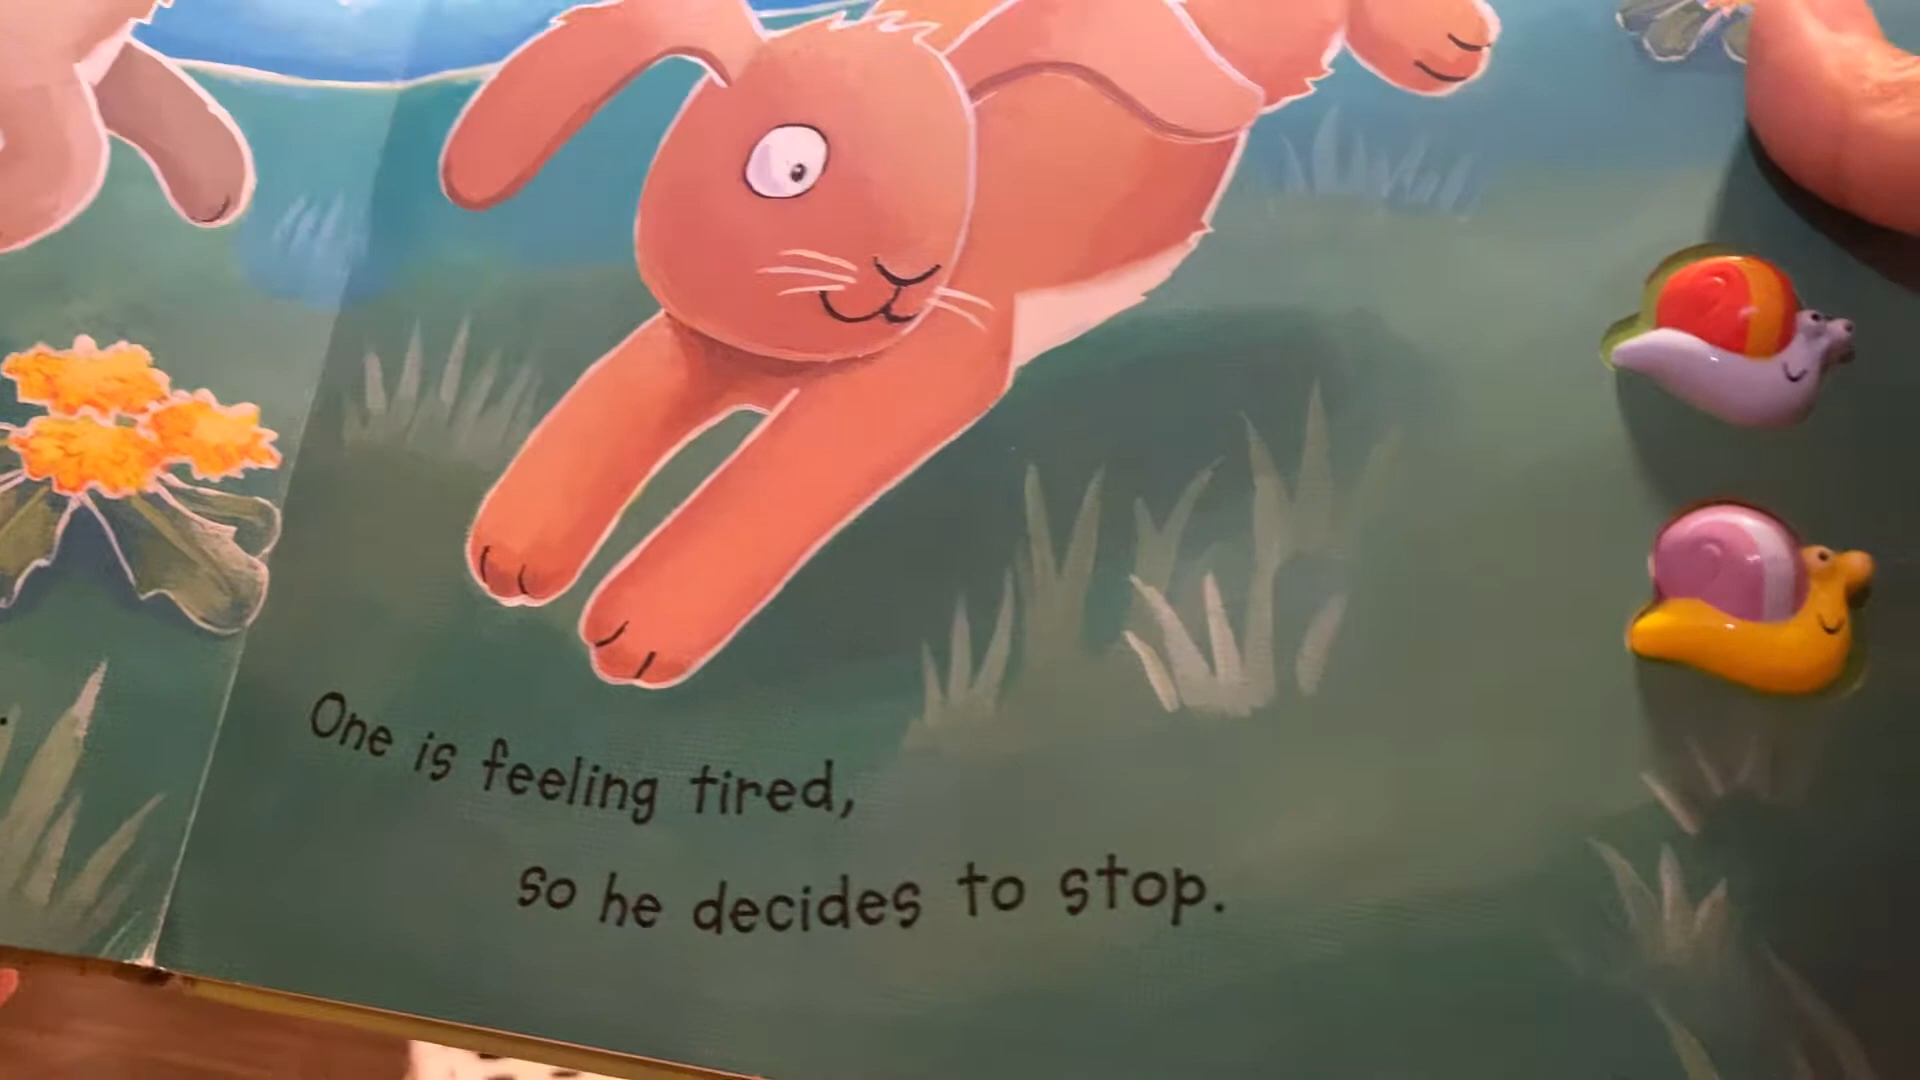 One is feeling tired,
so he decides to stop.